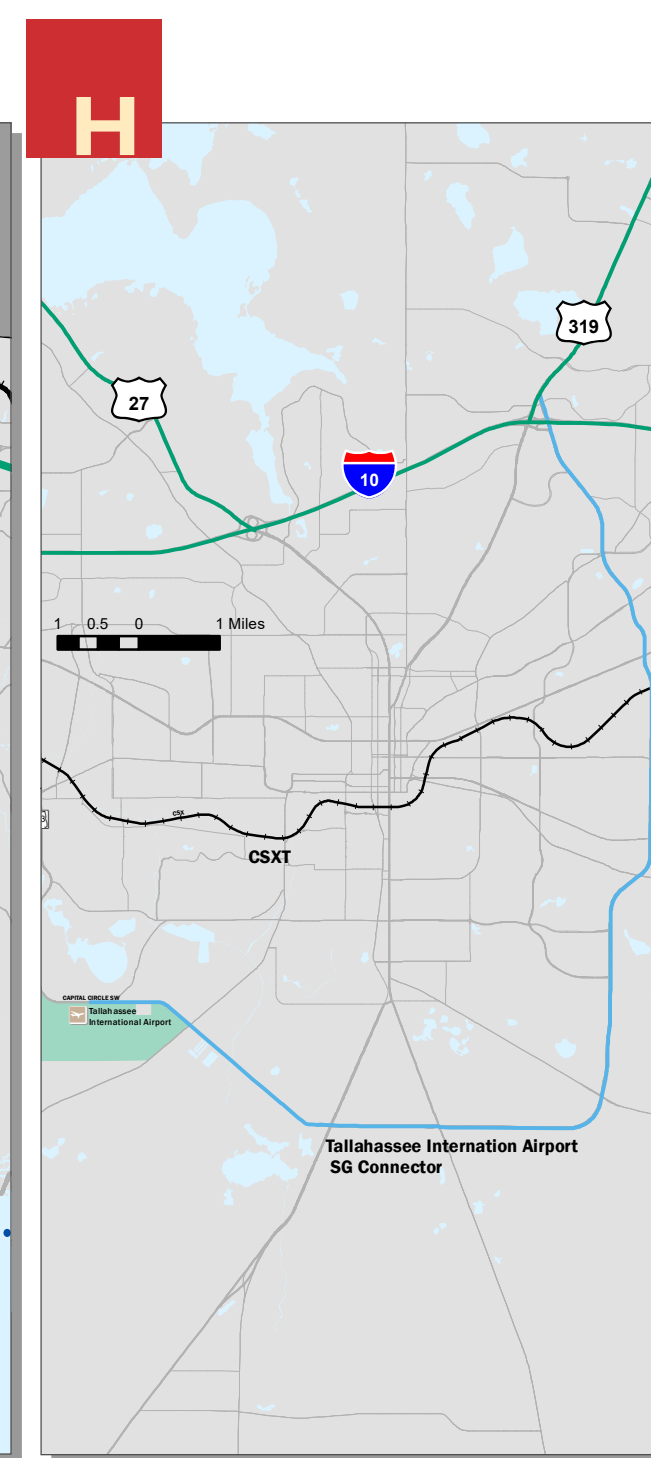 H
319
27
10
1 0.5 0 1 Miles
CSX
3
CSXT
CAPITAL CIRCLE SW
Tallahassee
International Airport
Tallahassee Internation Airport
SG Connector